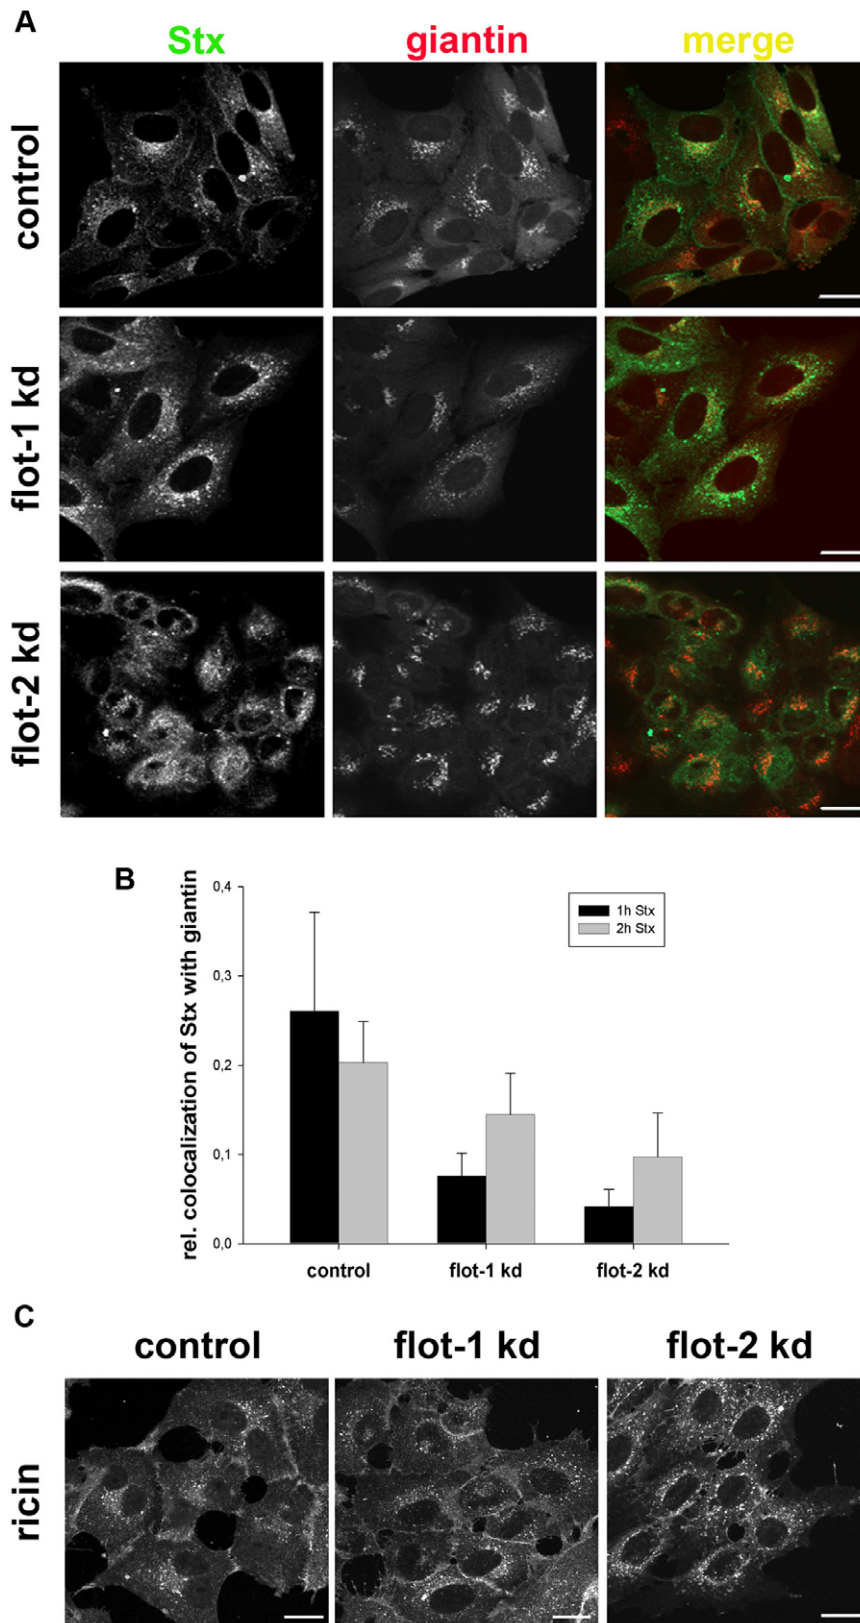 A
Stx giantin merge
control
flot-1 kd
flot-2 kd
B
rel. colocalization of Stx with giantin
0,4
0,3
0,2
0,1
0,0
1h Stx
2h Stx
control flot-1 kd flot-2 kd
C
control flot-1 kd flot-2 kd
ricin